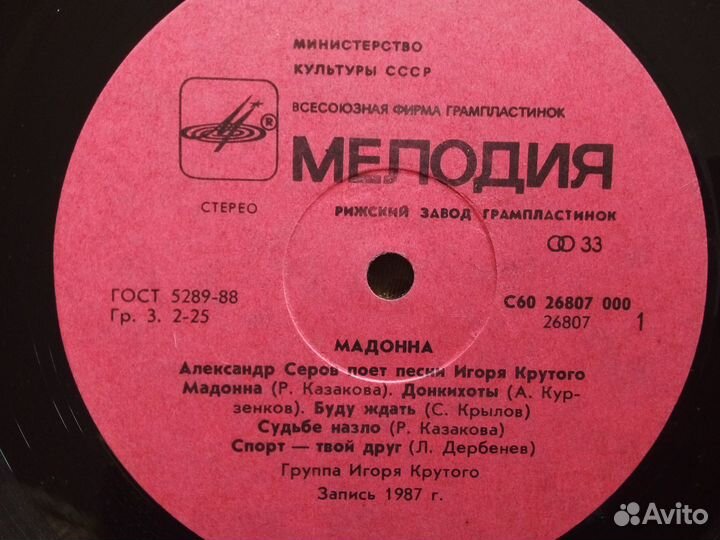 МИНИСТЕРСТВО
КУЛЬТУРЫ СССР
ВСЕСОЮЗНАЯ ФИРМА ГРАМПЛАСТИНОК
®
МЕЛОДИЯ
СТЕРЕО
РИЖСКИЙ ЗАВОД ГРАМПЛАСТИНОК
33
ГОСТ 5289-88
Гр. 3. 2-25
С60 26807 000
26807 1
МАДОННА
Александр Серов поет песни Игоря Крутого
Мадонна (Р. Казакова). Донкихоты (А. Кур-
зенков). Буду ждать (С. Крылов)
Судьбе назло (Р. Казакова)
Спорт — твой друг (Л. Дербенев)
Группа Игоря Крутого
Запись 1987 г.
Avito